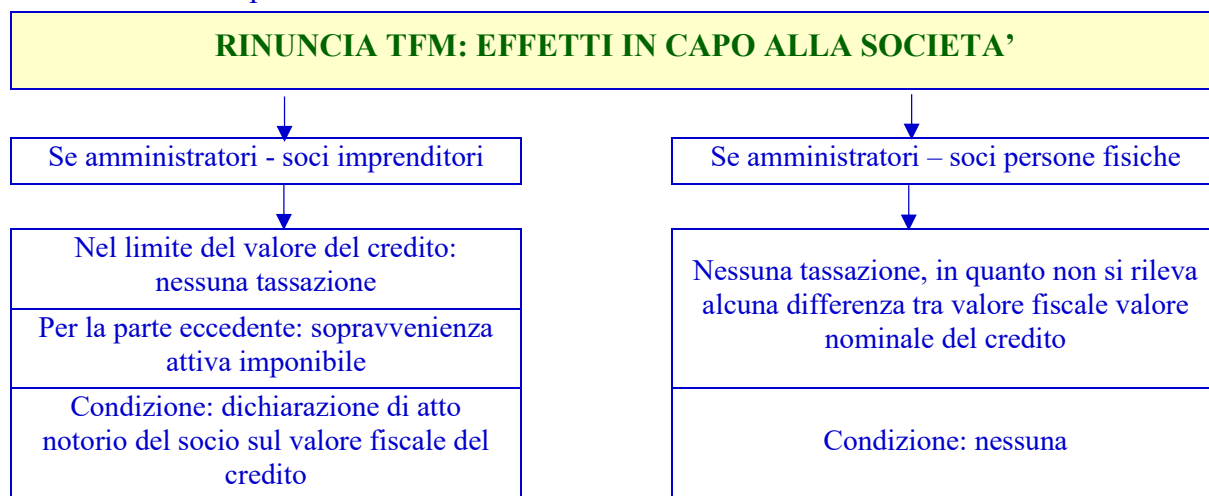 RINUNCIA TFM: EFFETTI IN CAPO ALLA SOCIETA’
Se amministratori - soci imprenditori
Se amministratori – soci persone fisiche
Nel limite del valore del credito:
nessuna tassazione
Per la parte eccedente: sopravvenienza
attiva imponibile
Condizione: dichiarazione di atto
notorio del socio sul valore fiscale del
credito
Nessuna tassazione, in quanto non si rileva
alcuna differenza tra valore fiscale valore
nominale del credito
Condizione: nessuna